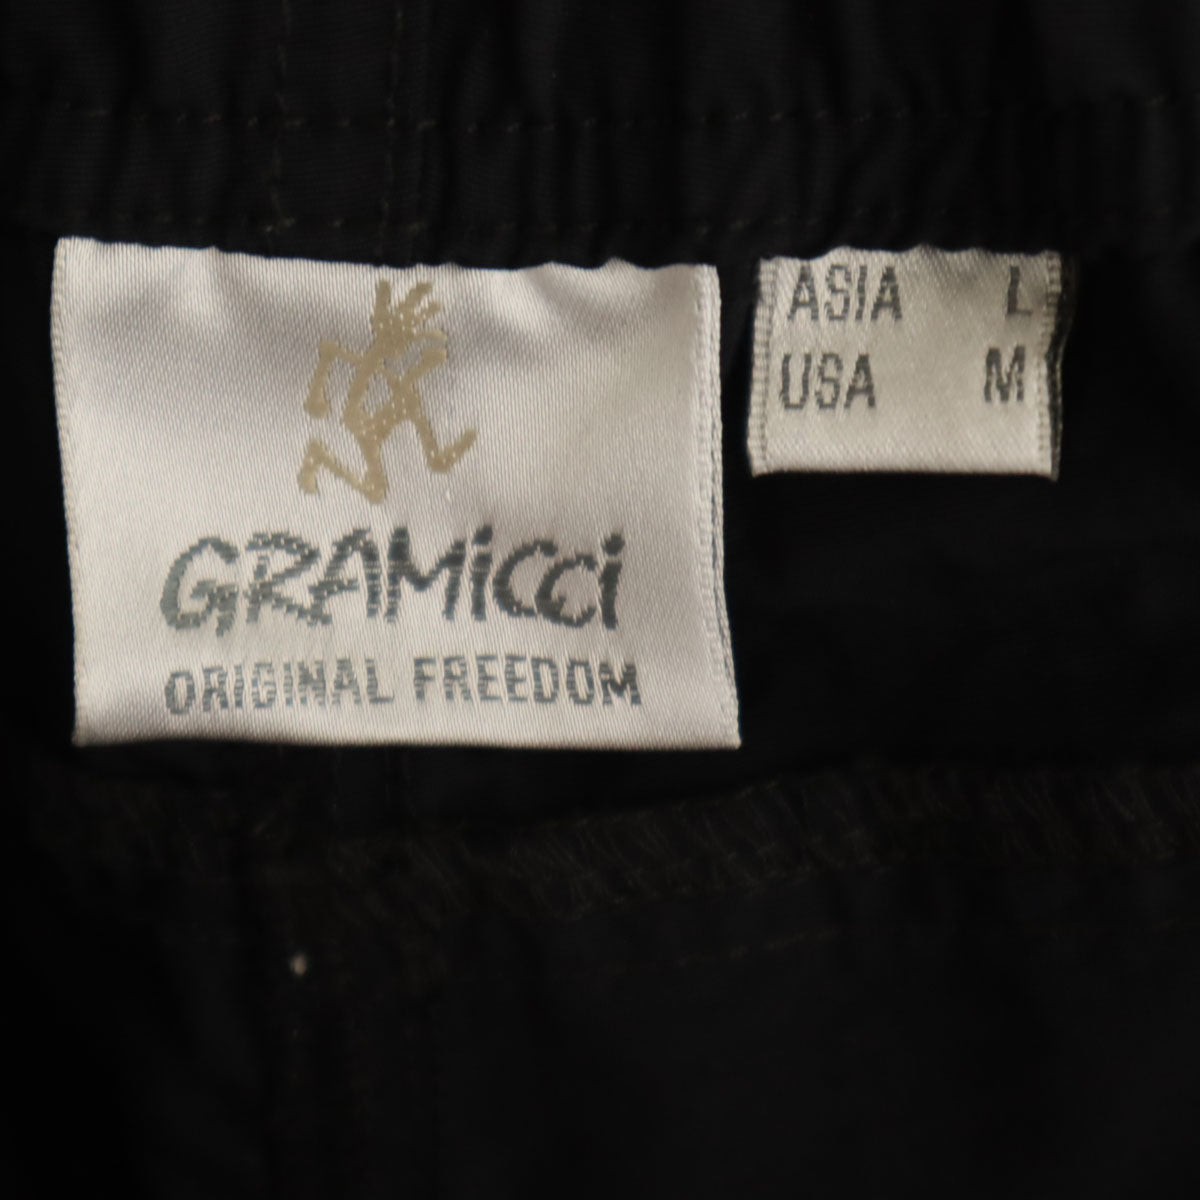 GRAMiCCi
ORIGINAL FREEDOM
ASIA L
USA M